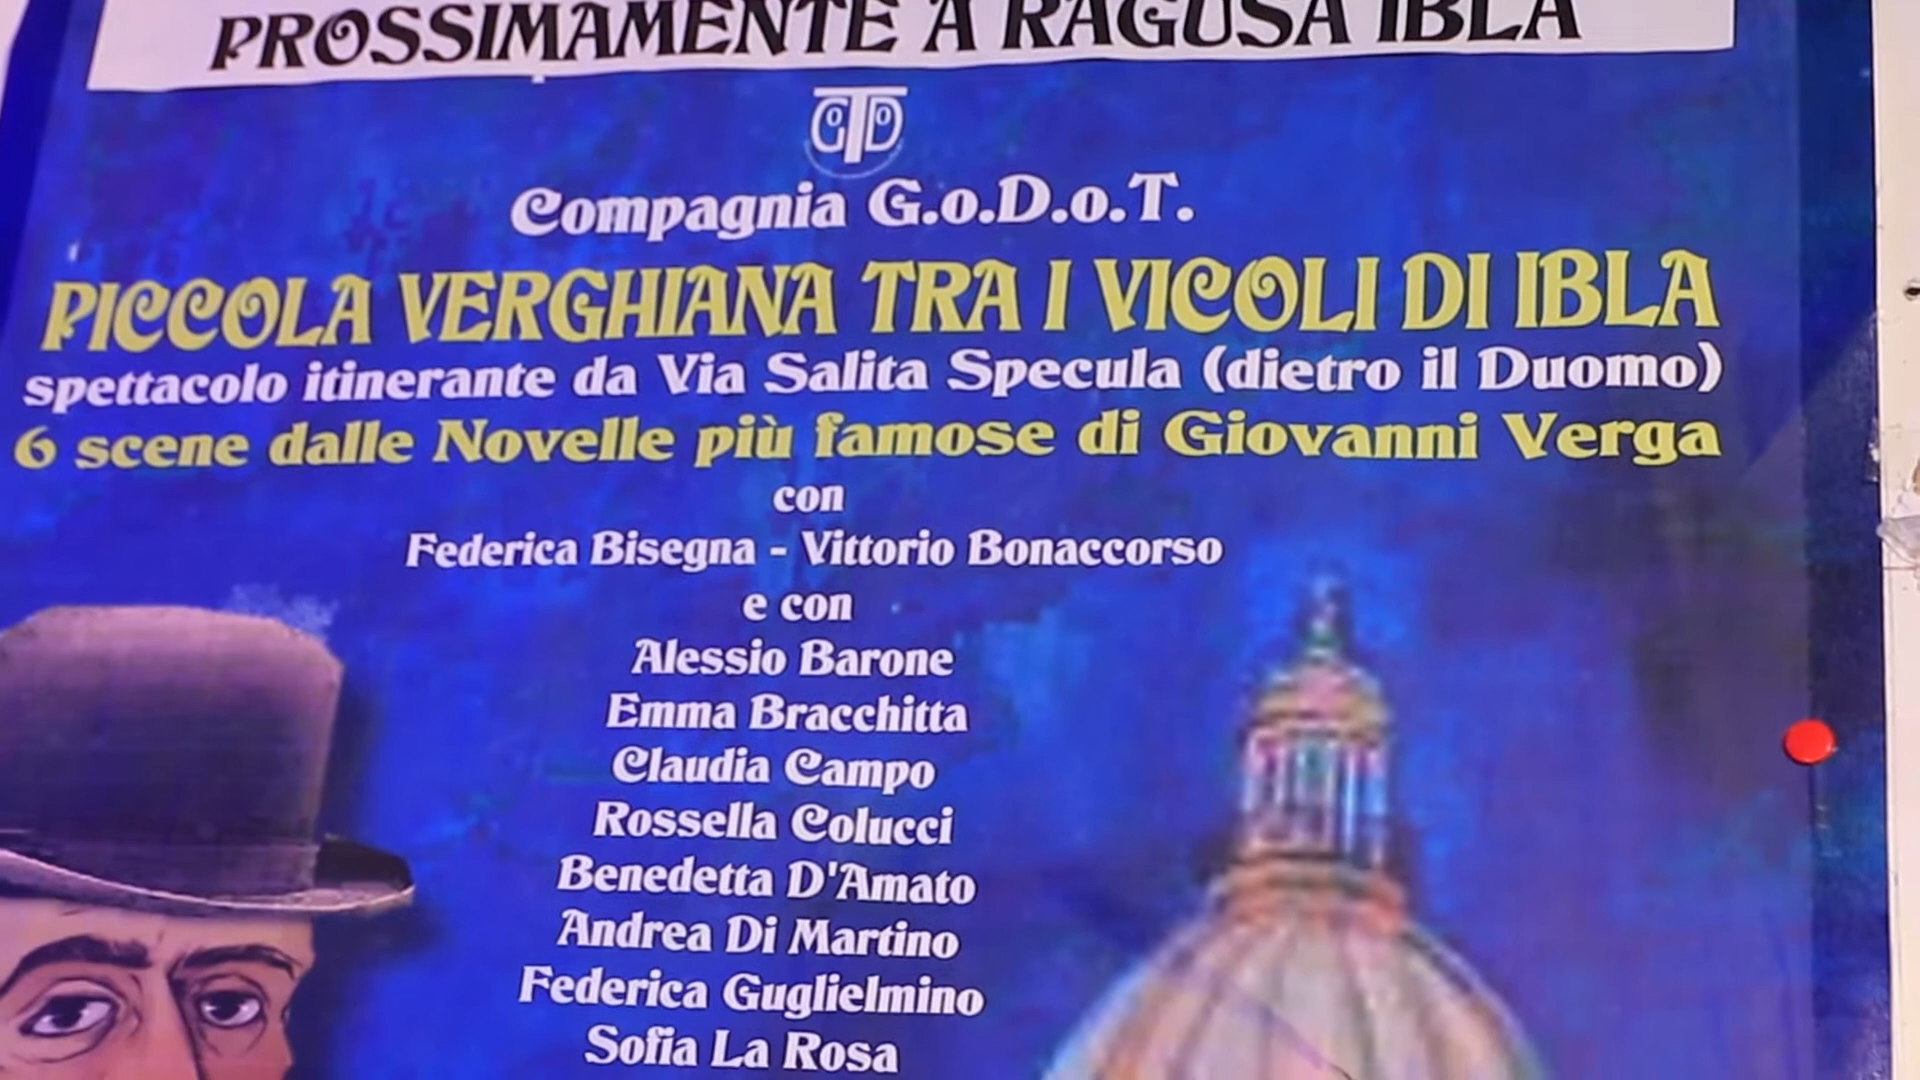 PROSSIMAMENTE A RAGUSA IBLA
GoDoT
Compagnia G.o.D.o.T.
PICCOLA VERGHIANA TRA I VICOLI DI IBLA
spettacolo itinerante da Via Salita Specula (dietro il Duomo)
6 scene dalle Novelle più famose di Giovanni Verga
con
Federica Bisegna - Vittorio Bonaccorso
e con
Alessio Barone
Emma Bracchitta
Claudia Campo
Rossella Colucci
Benedetta D'Amato
Andrea Di Martino
Federica Guglielmino
Sofia La Rosa